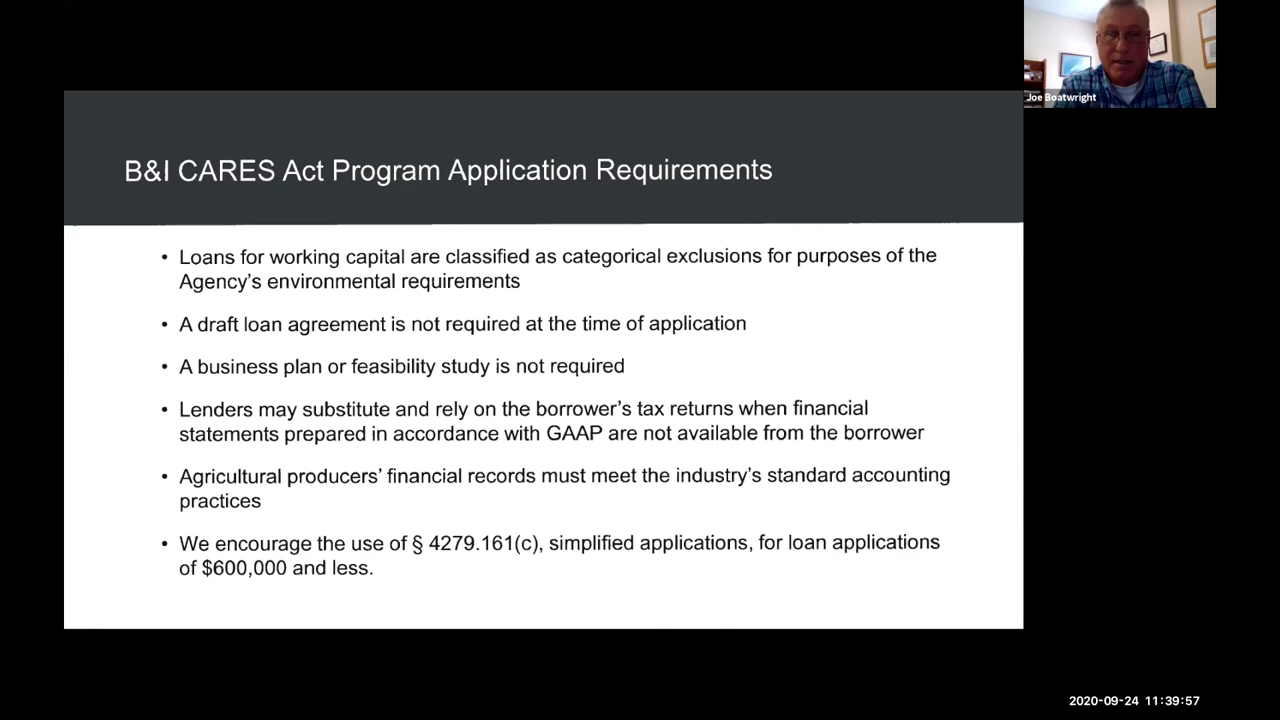 Joe Boatwright
B&I CARES Act Program Application Requirements
• Loans for working capital are classified as categorical exclusions for purposes of the
Agency’s environmental requirements
• A draft loan agreement is not required at the time of application
• A business plan or feasibility study is not required
• Lenders may substitute and rely on the borrower’s tax returns when financial
statements prepared in accordance with GAAP are not available from the borrower
• Agricultural producers’ financial records must meet the industry’s standard accounting
practices
• We encourage the use of § 4279.161(c), simplified applications, for loan applications
of $600,000 and less.
2020-09-24 11:39:57